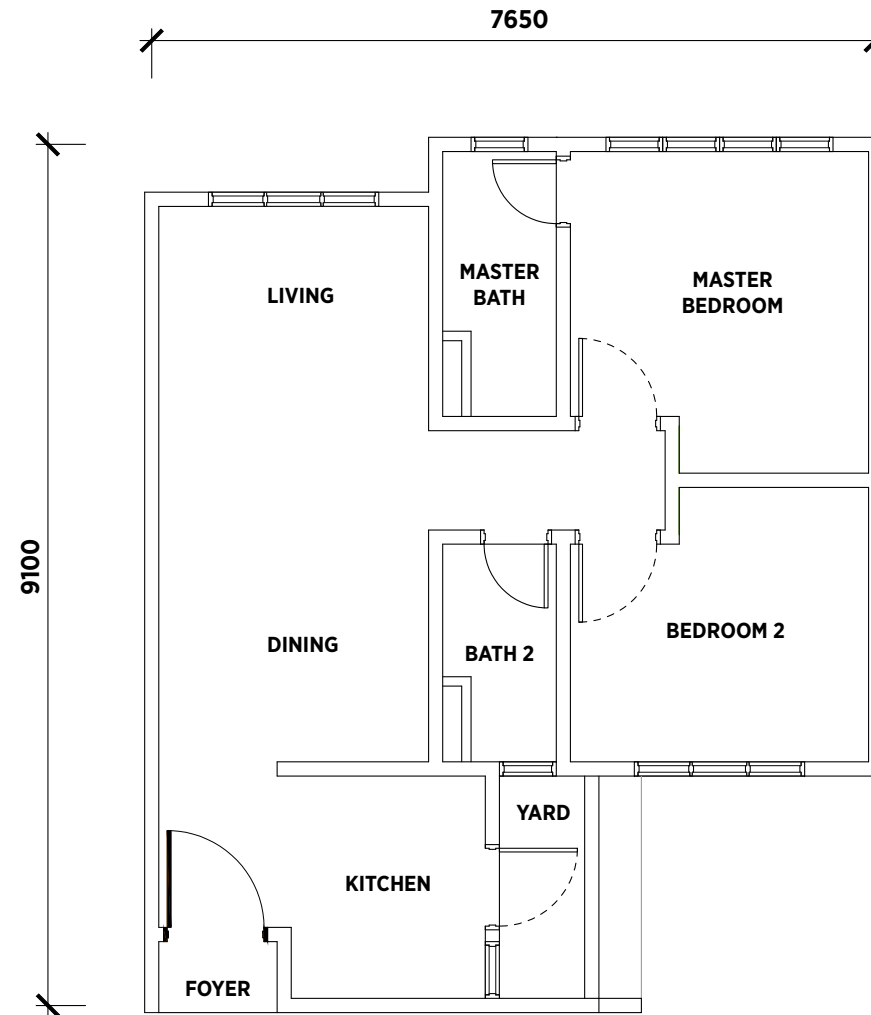 7650
9100
LIVING
MASTER
BATH
MASTER
BEDROOM
DINING
BATH 2
BEDROOM 2
YARD
KITCHEN
FOYER